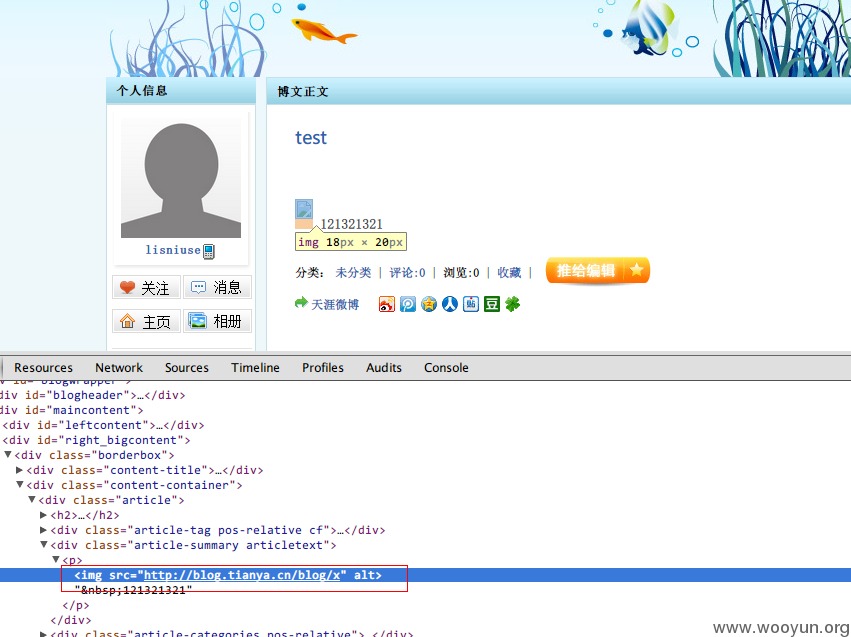 个人信息
博文正文
test
121321321
img 18px × 20px
lisniuse
分类： 未分类 | 评论:0 | 浏览:0 | 收藏 |
推给编辑
关注
消息
天涯微博
主页
相册
Resources Network Sources Timeline Profiles Audits Console
div id="blogwrapper">…</div>
div id="blogheader">…</div>
div id="maincontent">
<div id="leftcontent">…</div>
<div id="right_bigcontent">
▼<div class="borderbox">
▶<div class="content-title">…</div>
▼<div class="content-container">
▼<div class="article">
▶<h2>…</h2>
▶<div class="article-tag pos-relative cf">…</div>
▼<div class="article-summary articletext">
▼<p>
<img src="http://blog.tianya.cn/blog/x" alt>
"&nbsp;121321321"
</p>
</div>
▶<div class="article-categories pos-relative">…</div>
www.wooyun.org